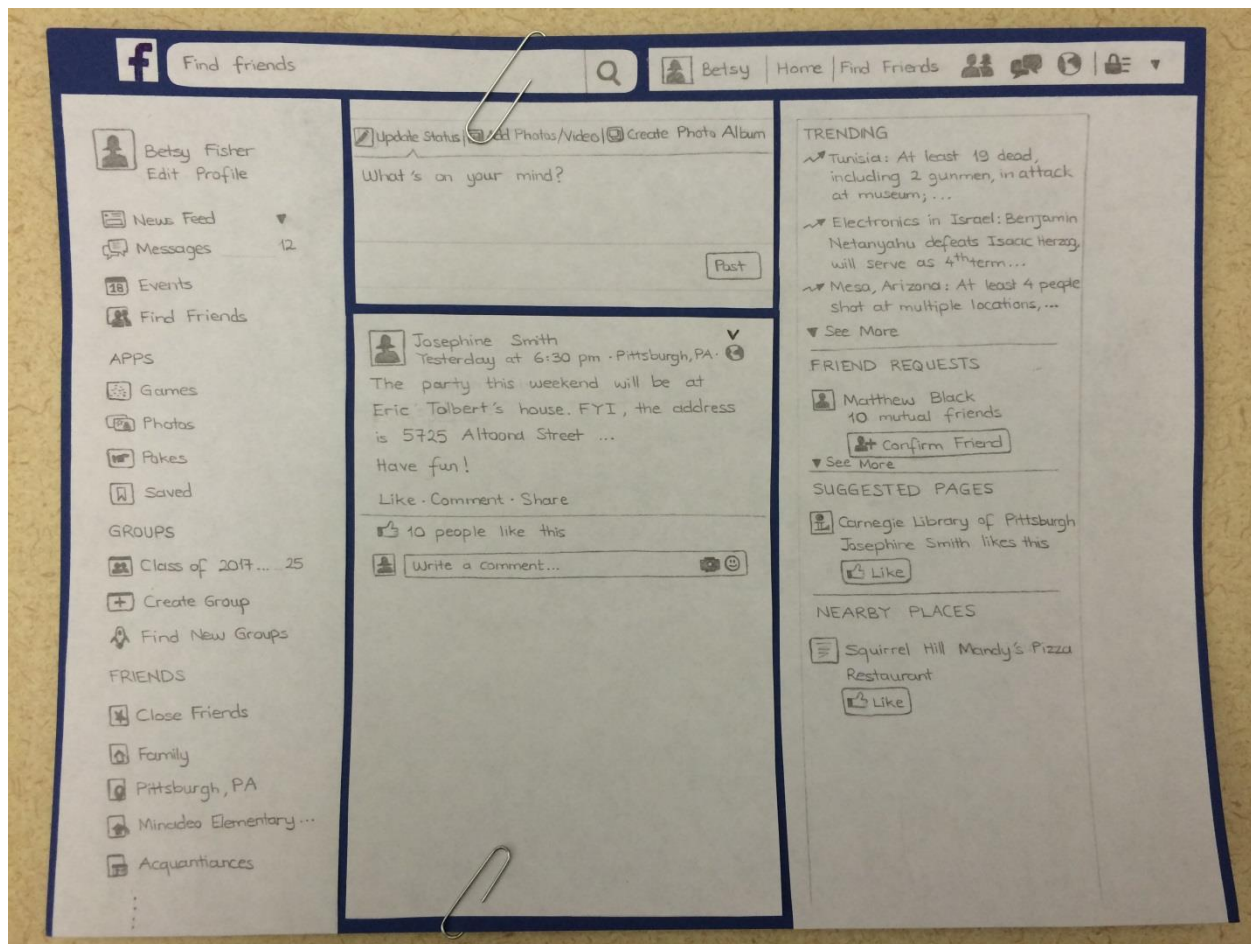 f
Find friends
Betsy | Home | Find Friends
Betsy Fisher
Edit Profile
News Feed
Messages 12
18 Events
Find Friends
APPS
Games
Photos
Pokes
Saved
GROUPS
Class of 2017... 25
Create Group
Find New Groups
FRIENDS
Close Friends
Family
Pittsburgh, PA
Minadeo Elementary...
Acquantiances
Update Status | Add Photos/Video | Create Photo Album
What's on your mind?
Post
Josephine Smith
Yesterday at 6:30 pm · Pittsburgh, PA ·
The party this weekend will be at
Eric Tolbert's house. FYI, the address
is 5725 Altoona Street ...
Have fun!
Like · Comment · Share
10 people like this
Write a comment...
TRENDING
Tunisia: At least 19 dead,
including 2 gunmen, in attack
at museum; ...
Electronics in Israel: Benjamin
Netanyahu defeats Isaac Herzog,
will serve as 4th term...
Mesa, Arizona: At least 4 people
shot at multiple locations,...
See More
FRIEND REQUESTS
Matthew Black
10 mutual friends
Confirm Friend
See More
SUGGESTED PAGES
Carnegie Library of Pittsburgh
Josephine Smith likes this
Like
NEARBY PLACES
Squirrel Hill Mandy's Pizza
Restaurant
Like